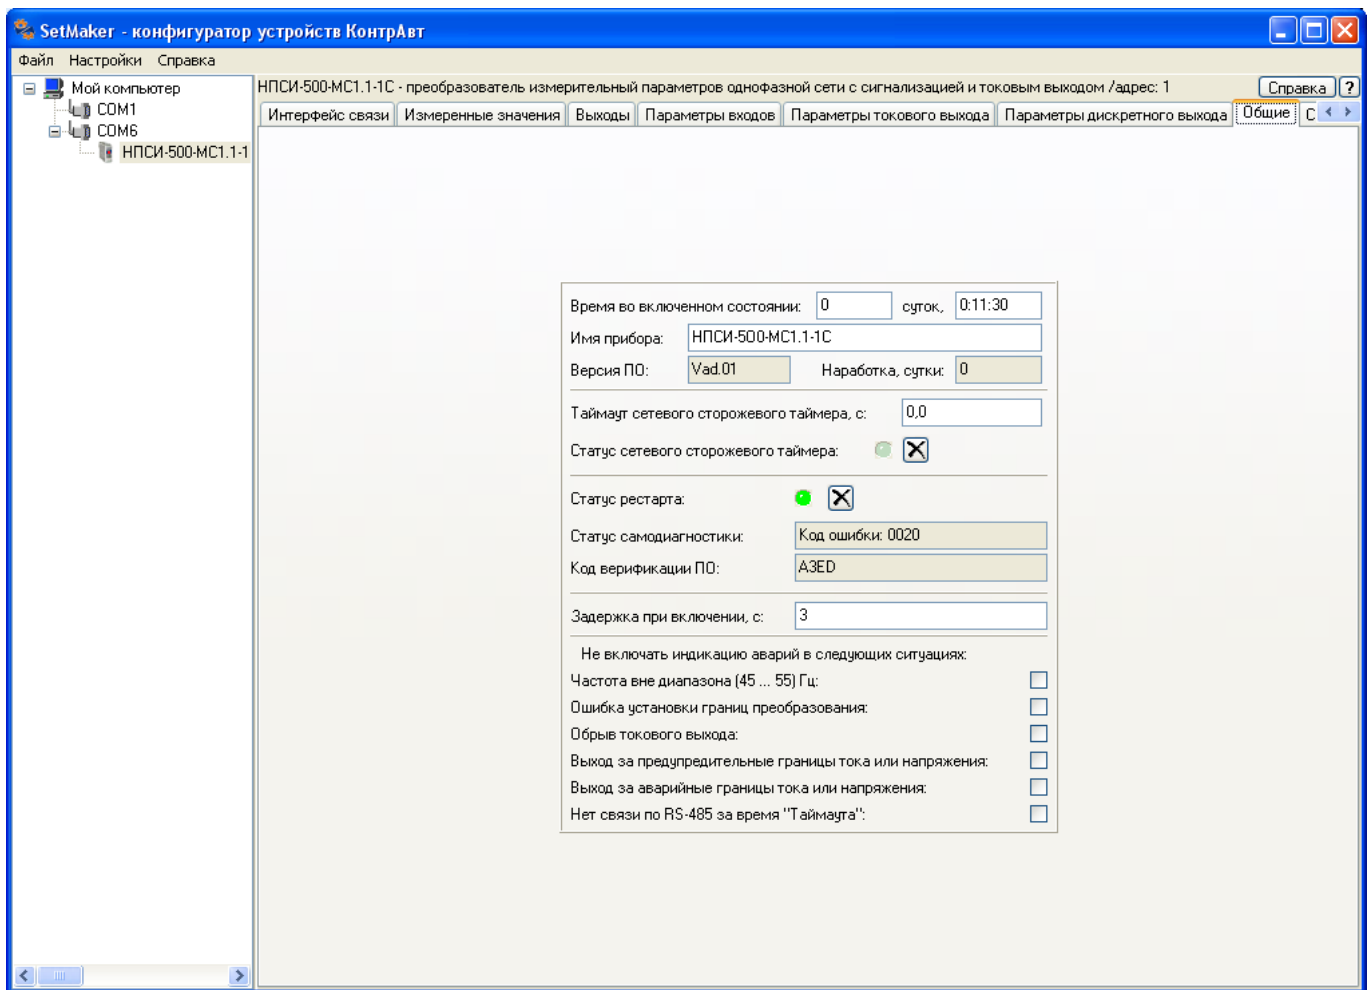 SetMaker - конфигуратор устройств КонтрАвт
Файл Настройки Справка
Мой компьютер
COM1
COM6
НПСИ-500-МС1.1-1
НПСИ-500-МС1.1-1С - преобразователь измерительный параметров однофазной сети с сигнализацией и токовым выходом /адрес: 1
Справка ?
Интерфейс связи Измеренные значения Выходы Параметры входов Параметры токового выхода Параметры дискретного выхода Общие С
Время во включенном состоянии: 0 суток, 0:11:30
Имя прибора: НПСИ-500-МС1.1-1С
Версия ПО: Vad.01 Наработка, сутки: 0
Таймаут сетевого сторожевого таймера, с: 0,0
Статус сетевого сторожевого таймера:
Статус рестарта:
Статус самодиагностики: Код ошибки: 0020
Код верификации ПО: A3ED
Задержка при включении, с: 3
Не включать индикацию аварий в следующих ситуациях:
Частота вне диапазона (45 ... 55) Гц:
Ошибка установки границ преобразования:
Обрыв токового выхода:
Выход за предупредительные границы тока или напряжения:
Выход за аварийные границы тока или напряжения:
Нет связи по RS-485 за время "Таймаута":